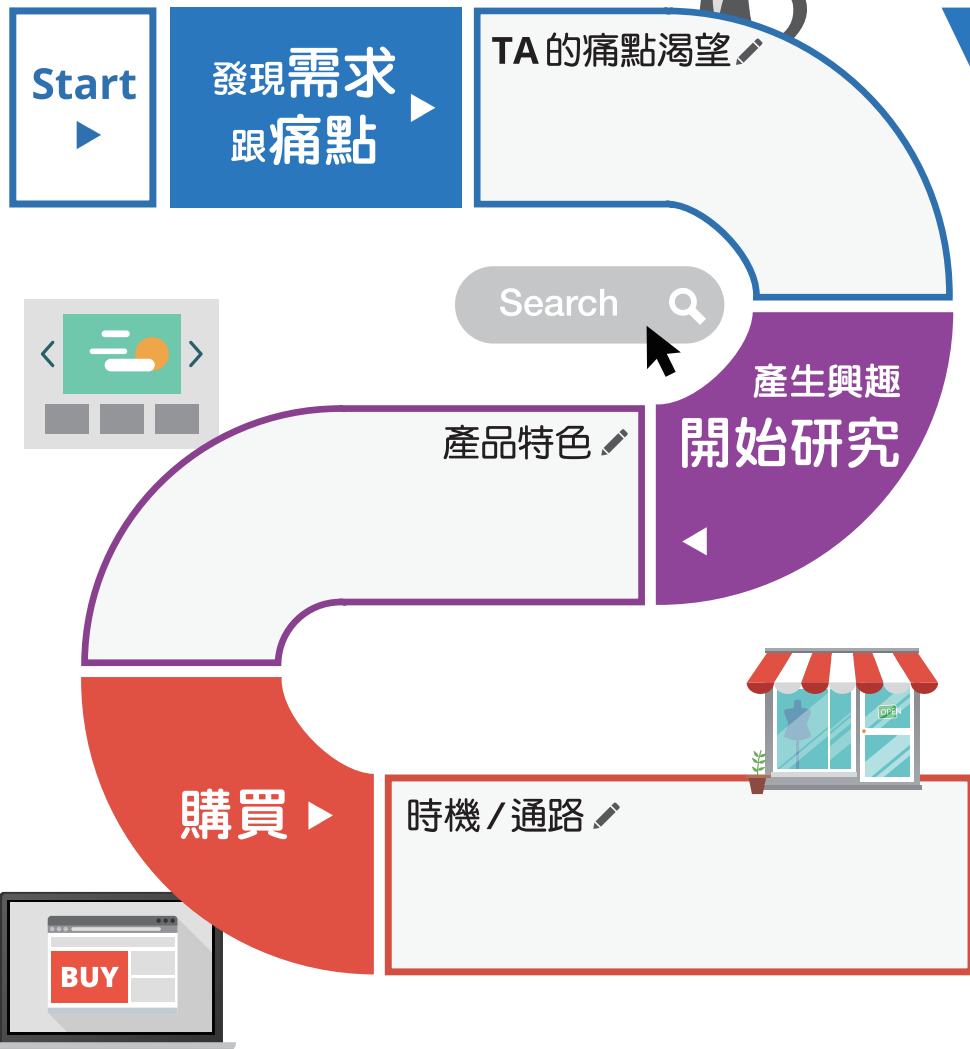 Start
發現需求
跟痛點
TA 的痛點渴望
Search
產生興趣
開始研究
產品特色
OPEN
購買
時機 / 通路
BUY